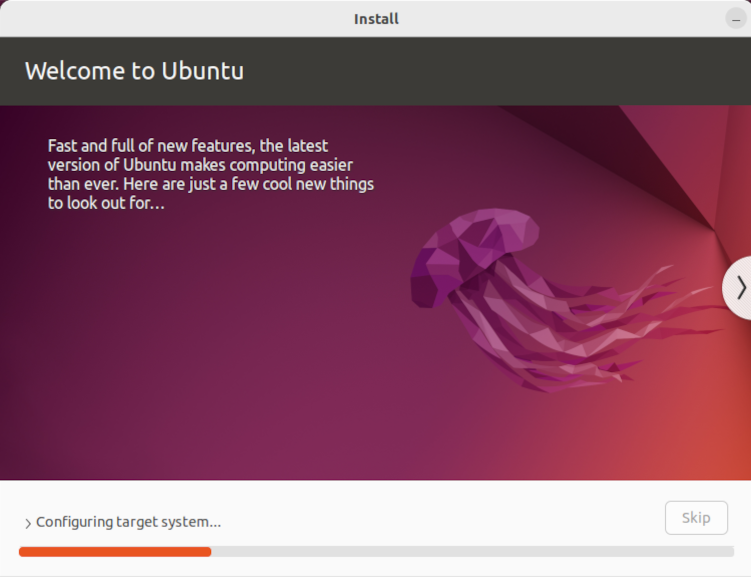 Install
Welcome to Ubuntu
Fast and full of new features, the latest
version of Ubuntu makes computing easier
than ever. Here are just a few cool new things
to look out for…
Configuring target system...
Skip